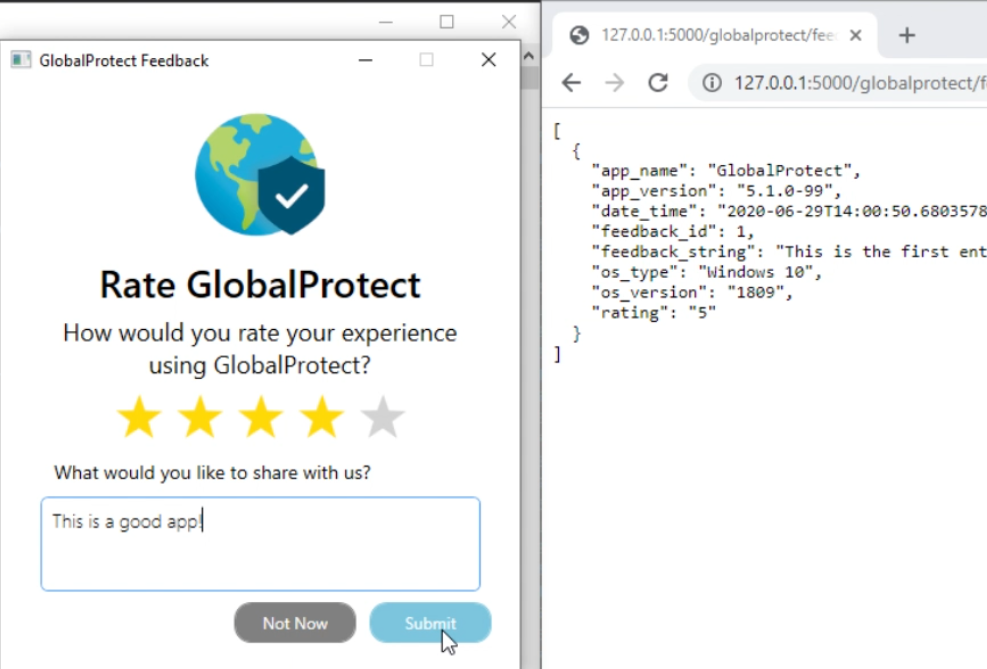 GlobalProtect Feedback
Rate GlobalProtect
How would you rate your experience
using GlobalProtect?
What would you like to share with us?
This is a good app!
Not Now
Submit
127.0.0.1:5000/globalprotect/fee
127.0.0.1:5000/globalprotect/f
[
{
"app_name": "GlobalProtect",
"app_version": "5.1.0-99",
"date_time": "2020-06-29T14:00:50.6803578
"feedback_id": 1,
"feedback_string": "This is the first ent
"os_type": "Windows 10",
"os_version": "1809",
"rating": "5"
}
]